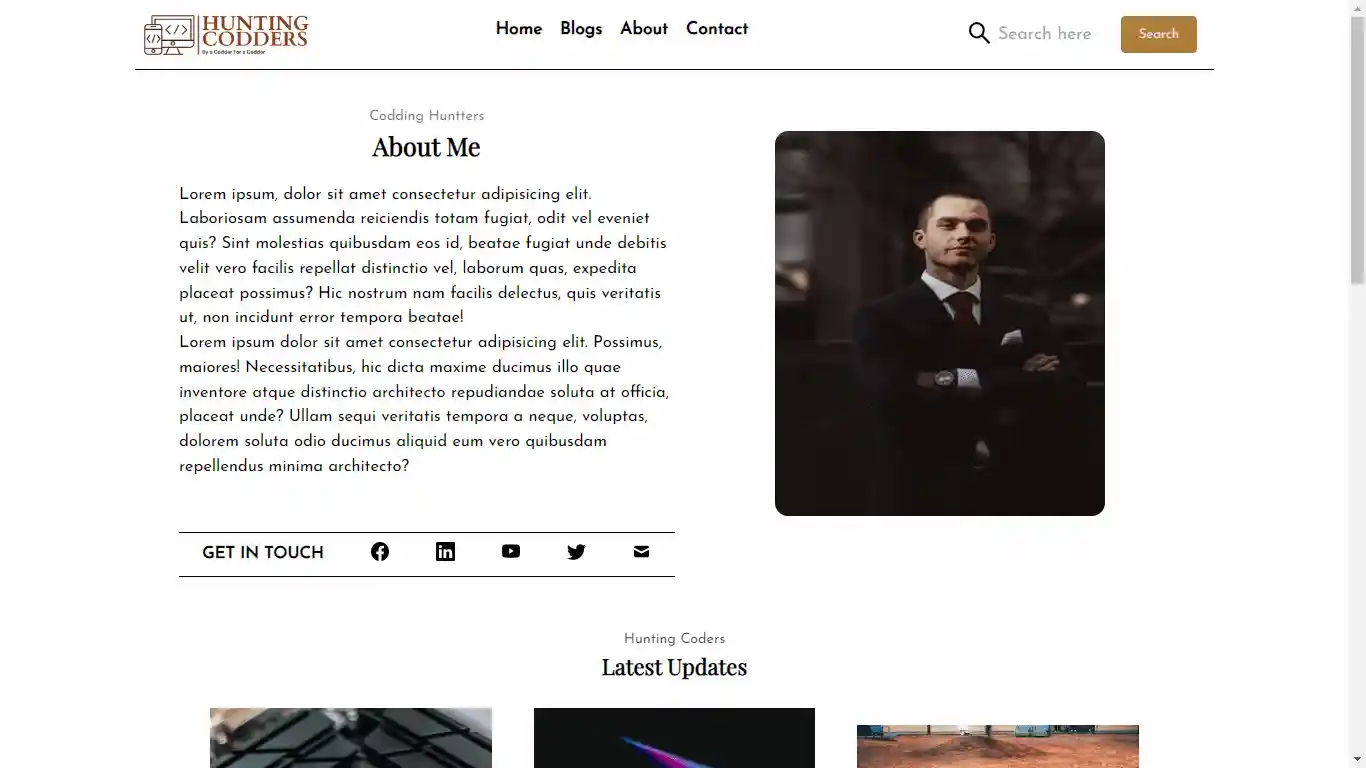 HUNTING
CODDERS
By a Codder For a Codder
Home Blogs About Contact
Search here
Search
Codding Huntters
About Me
Lorem ipsum, dolor sit amet consectetur adipisicing elit.
Laboriosam assumenda reiciendis totam fugiat, odit vel eveniet
quis? Sint molestias quibusdam eos id, beatae fugiat unde debitis
velit vero facilis repellat distinctio vel, laborum quas, expedita
placeat possimus? Hic nostrum nam facilis delectus, quis veritatis
ut, non incidunt error tempora beatae!
Lorem ipsum dolor sit amet consectetur adipisicing elit. Possimus,
maiores! Necessitatibus, hic dicta maxime ducimus illo quae
inventore atque distinctio architecto repudiandae soluta at officia,
placeat unde? Ullam sequi veritatis tempora a neque, voluptas,
dolorem soluta odio ducimus aliquid eum vero quibusdam
repellendus minima architecto?
GET IN TOUCH
Hunting Coders
Latest Updates